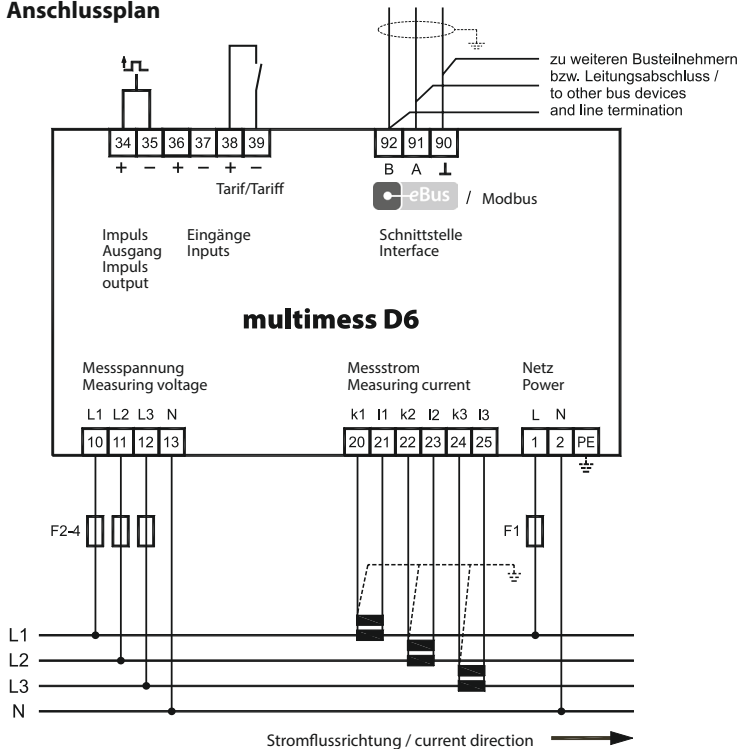 Anschlussplan
zu weiteren Busteilnehmern
bzw. Leitungsabschluss /
to other bus devices
and line termination
34 35 36 37 38 39
+ − + − + −
92 91 90
B A ⊥
Tarif/Tariff
eBus / Modbus
Impuls
Ausgang
Impuls
output
Eingänge
Inputs
Schnittstelle
Interface
multimess D6
Messspannung
Measuring voltage
Messstrom
Measuring current
Netz
Power
L1 L2 L3 N
k1 l1 k2 l2 k3 l3
L N
10 11 12 13
20 21 22 23 24 25
1 2 PE
F2-4
F1
L1
L2
L3
N
Stromflussrichtung / current direction